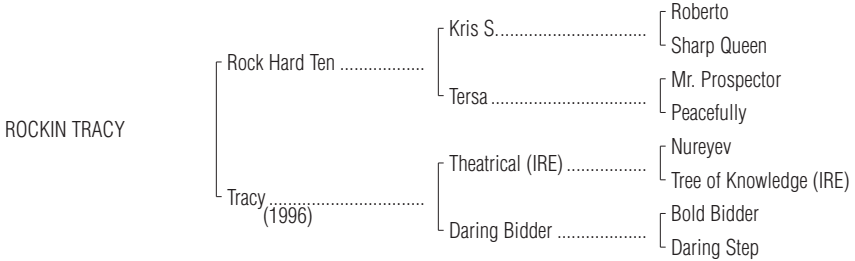 Roberto
Kris S. ................................
Sharp Queen
Rock Hard Ten ..................
Mr. Prospector
Tersa .................................
Peacefully
ROCKIN TRACY
Nureyev
Theatrical (IRE) .................
Tree of Knowledge (IRE)
Tracy .................................
(1996)
Bold Bidder
Daring Bidder ...................
Daring Step